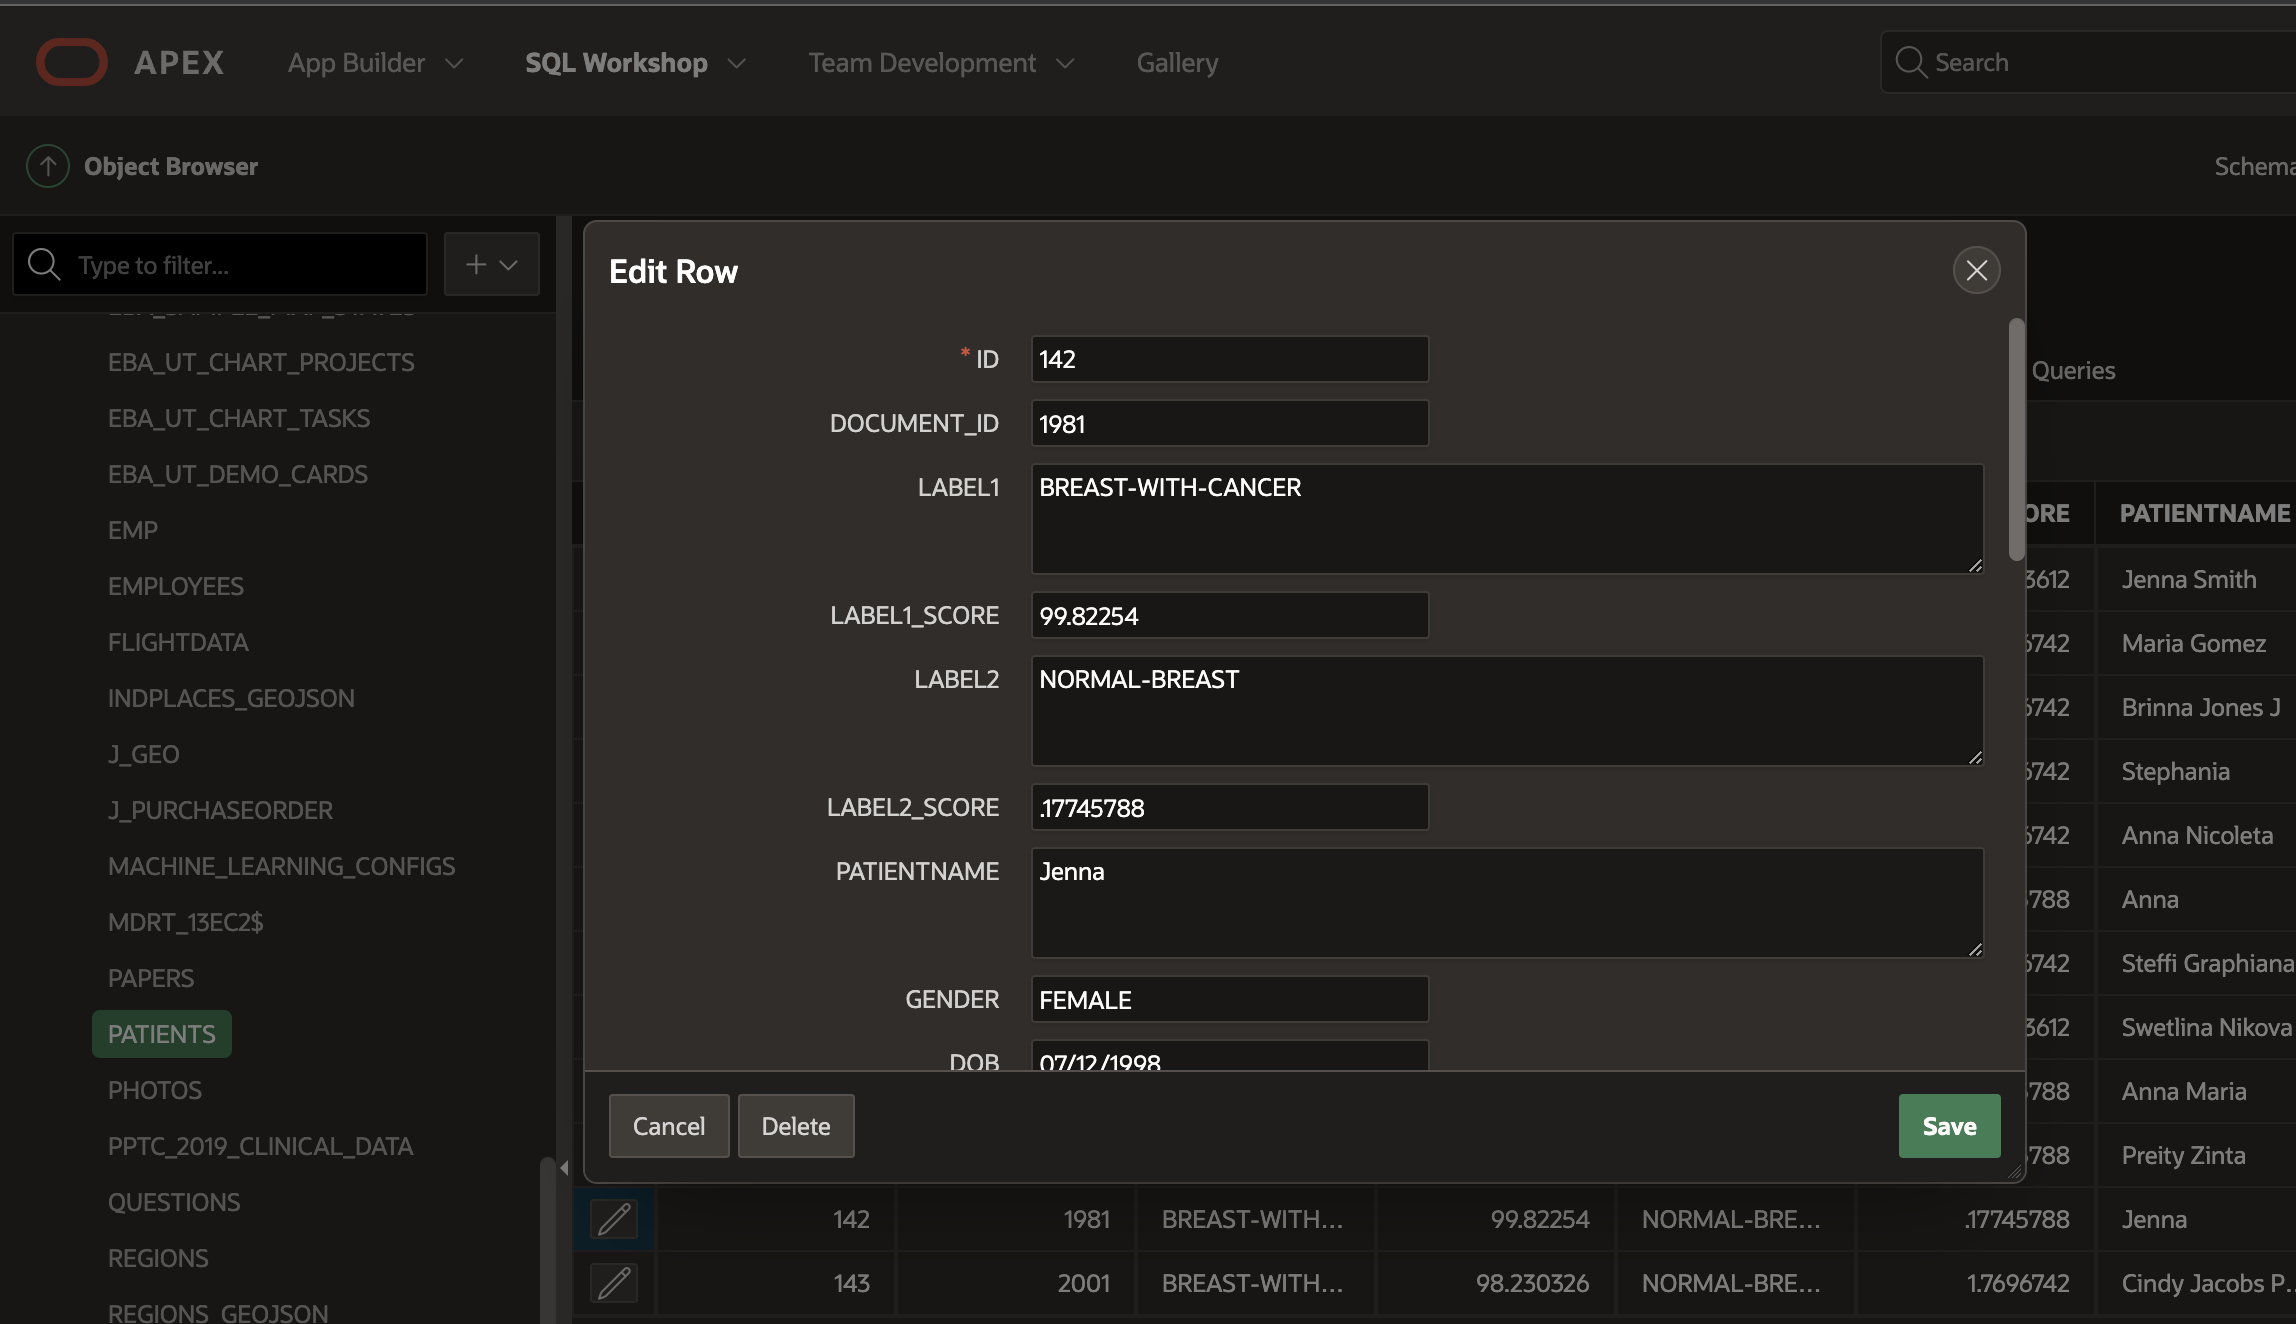 APEX App Builder SQL Workshop Team Development Gallery Search
Object Browser Schema
Type to filter...
EBA_UT_CHART_PROJECTS
EBA_UT_CHART_TASKS
EBA_UT_DEMO_CARDS
EMP
EMPLOYEES
FLIGHTDATA
INDPLACES_GEOJSON
J_GEO
J_PURCHASEORDER
MACHINE_LEARNING_CONFIGS
MDRT_13EC2$
PAPERS
PATIENTS
PHOTOS
PPTC_2019_CLINICAL_DATA
QUESTIONS
REGIONS
REGIONS_GEOJSON
Edit Row
* ID 142
DOCUMENT_ID 1981
LABEL1 BREAST-WITH-CANCER
LABEL1_SCORE 99.82254
LABEL2 NORMAL-BREAST
LABEL2_SCORE .17745788
PATIENTNAME Jenna
GENDER FEMALE
DOB 07/12/1998
Cancel Delete Save
Queries
ORE PATIENTNAME
3612 Jenna Smith
6742 Maria Gomez
6742 Brinna Jones J
6742 Stephania
6742 Anna Nicoleta
788 Anna
6742 Steffi Graphiana
3612 Swetlina Nikova
788 Anna Maria
788 Preity Zinta
142 1981 BREAST-WITH... 99.82254 NORMAL-BRE... .17745788 Jenna
143 2001 BREAST-WITH... 98.230326 NORMAL-BRE... 1.7696742 Cindy Jacobs P...